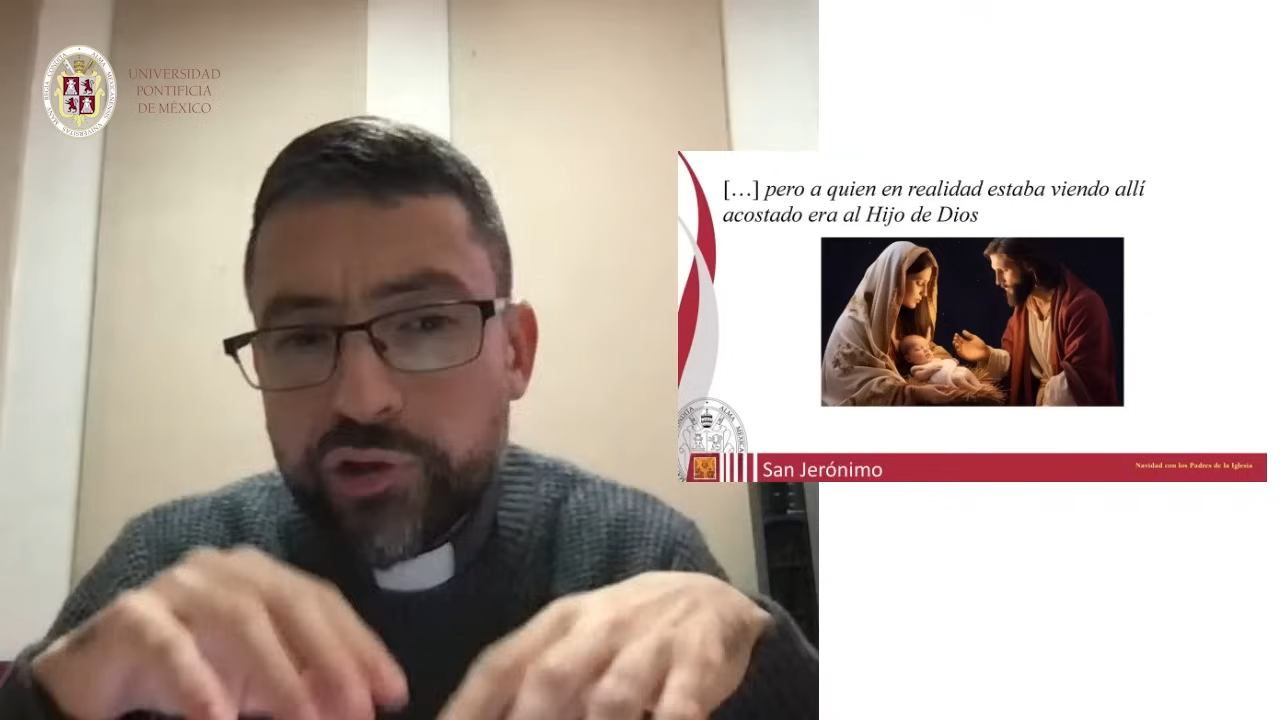 UNIVERSIDAD
PONTIFICIA
DE MÉXICO
[…] pero a quien en realidad estaba viendo allí
acostado era al Hijo de Dios
San Jerónimo
Navidad con los Padres de la Iglesia